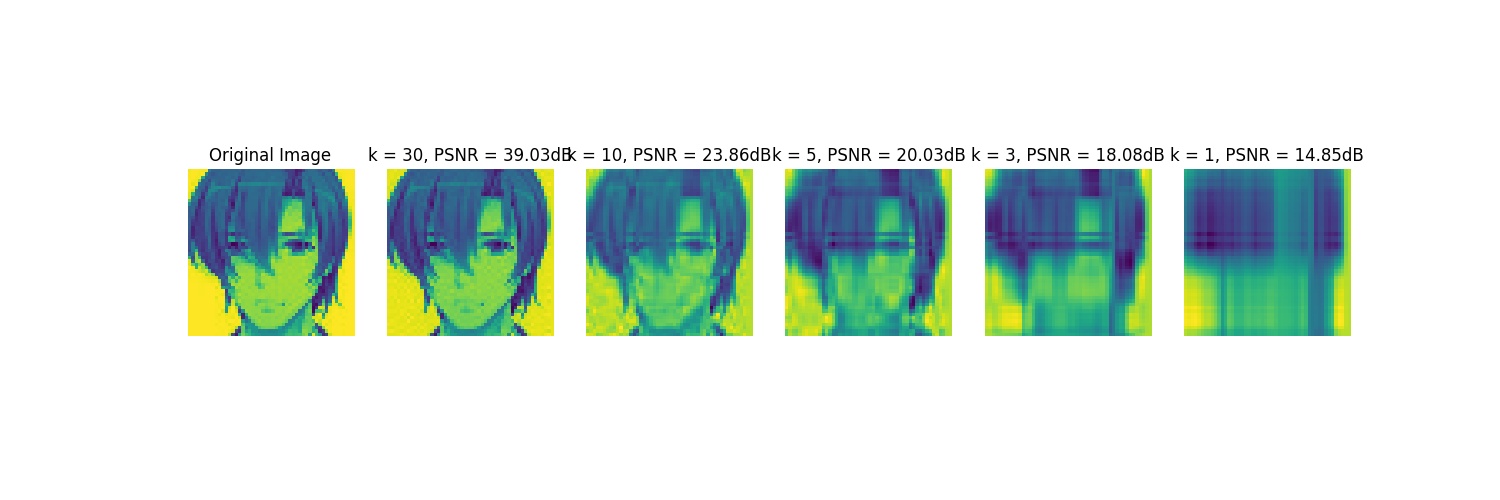 Original Image
k = 30, PSNR = 39.03dB
k = 10, PSNR = 23.86dB
k = 5, PSNR = 20.03dB
k = 3, PSNR = 18.08dB
k = 1, PSNR = 14.85dB